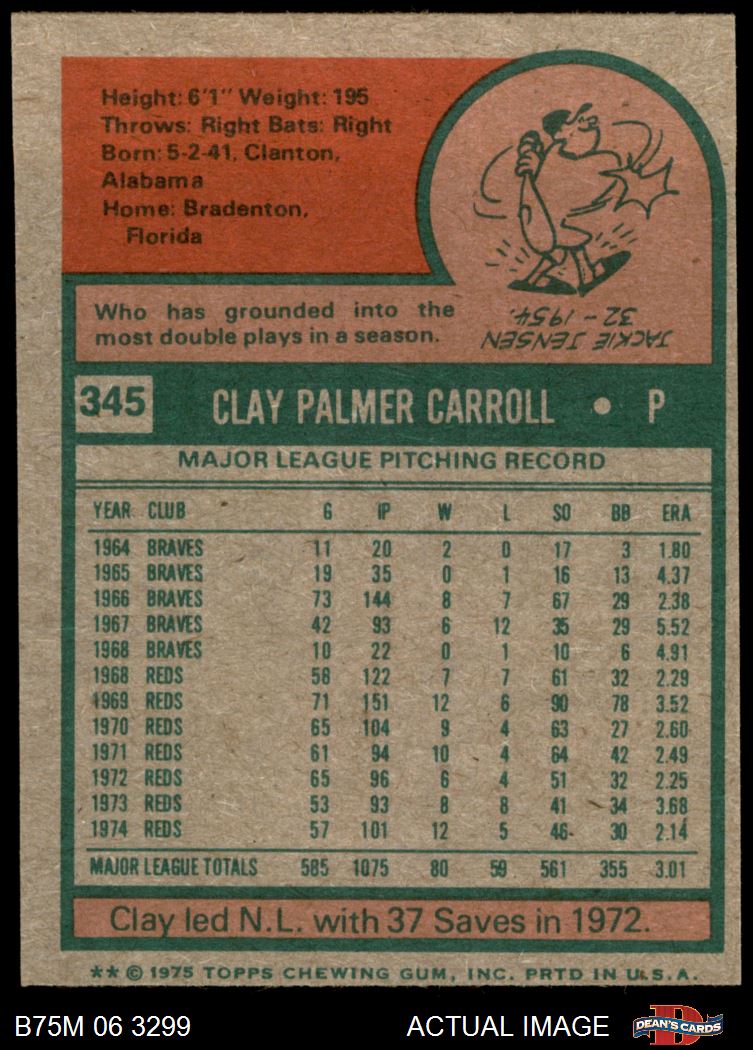 Height: 6'1" Weight: 195
Throws: Right Bats: Right
Born: 5-2-41, Clanton,
Alabama
Home: Bradenton,
Florida
Who has grounded into the
most double plays in a season.
JACKIE JENSEN
32 - 1954.
345 CLAY PALMER CARROLL • P
MAJOR LEAGUE PITCHING RECORD
YEAR CLUB G IP W L SO BB ERA
1964 BRAVES 11 20 2 0 17 3 1.80
1965 BRAVES 19 35 0 1 16 13 4.37
1966 BRAVES 73 144 8 7 67 29 2.38
1967 BRAVES 42 93 6 12 35 29 5.52
1968 BRAVES 10 22 0 1 10 6 4.91
1968 REDS 58 122 7 7 61 32 2.29
1969 REDS 71 151 12 6 90 78 3.52
1970 REDS 65 104 9 4 63 27 2.60
1971 REDS 61 94 10 4 64 42 2.49
1972 REDS 65 96 6 4 51 32 2.25
1973 REDS 53 93 8 8 41 34 3.68
1974 REDS 57 101 12 5 46 30 2.14
MAJOR LEAGUE TOTALS 585 1075 80 59 561 355 3.01
Clay led N.L. with 37 Saves in 1972.
** © 1975 TOPPS CHEWING GUM, INC. PRTD IN U.S.A.
B75M 06 3299 ACTUAL IMAGE D DEAN'S CARDS